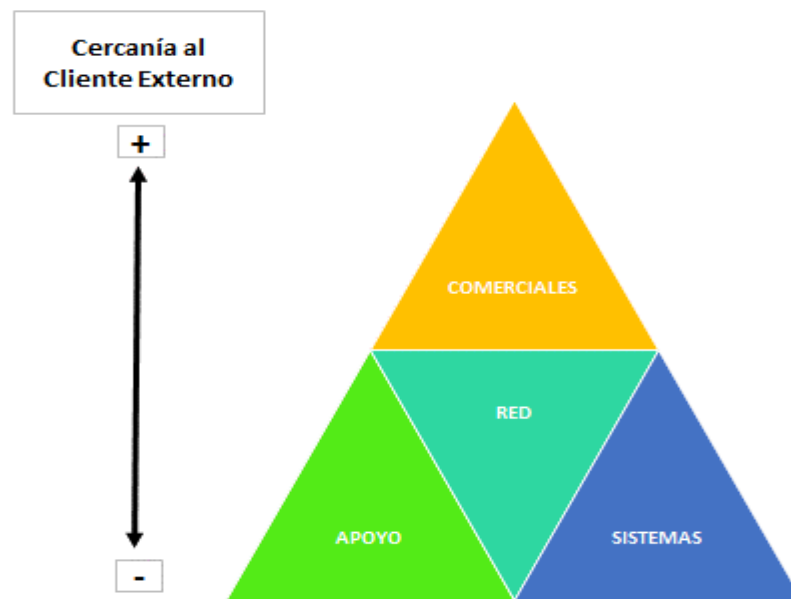 Cercanía al
Cliente Externo
+
COMERCIALES
RED
APOYO
SISTEMAS
-